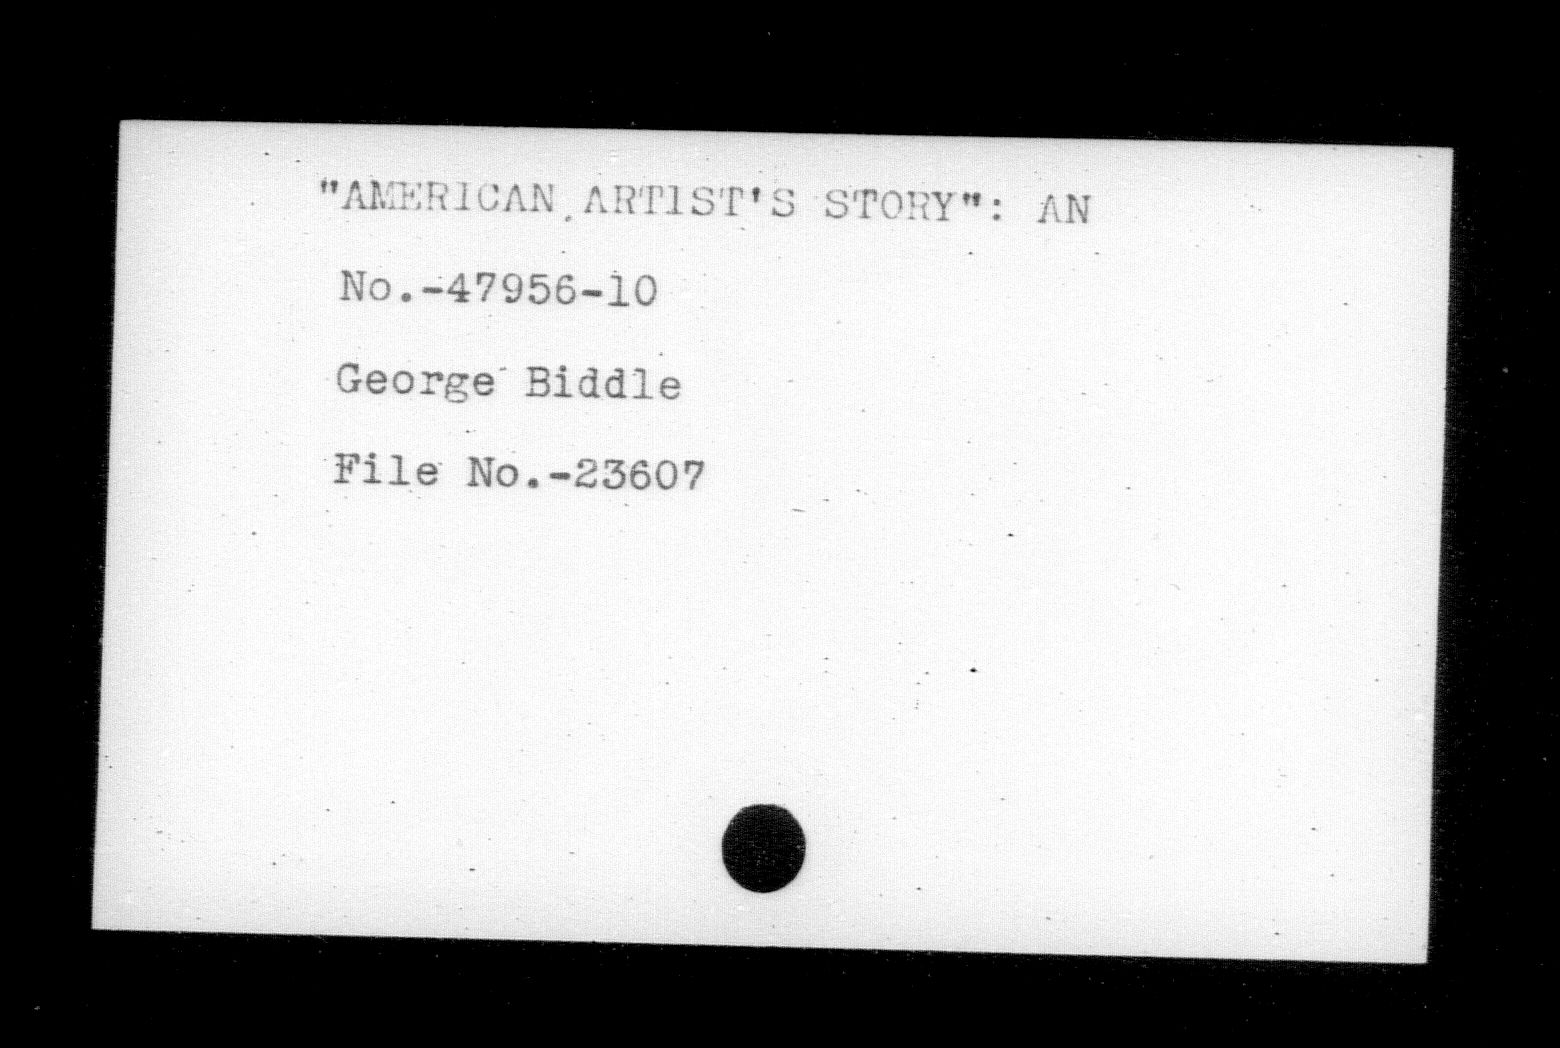 "AMERICAN ARTIST'S STORY": AN
No.-47956-10
George Biddle
File No.-23607